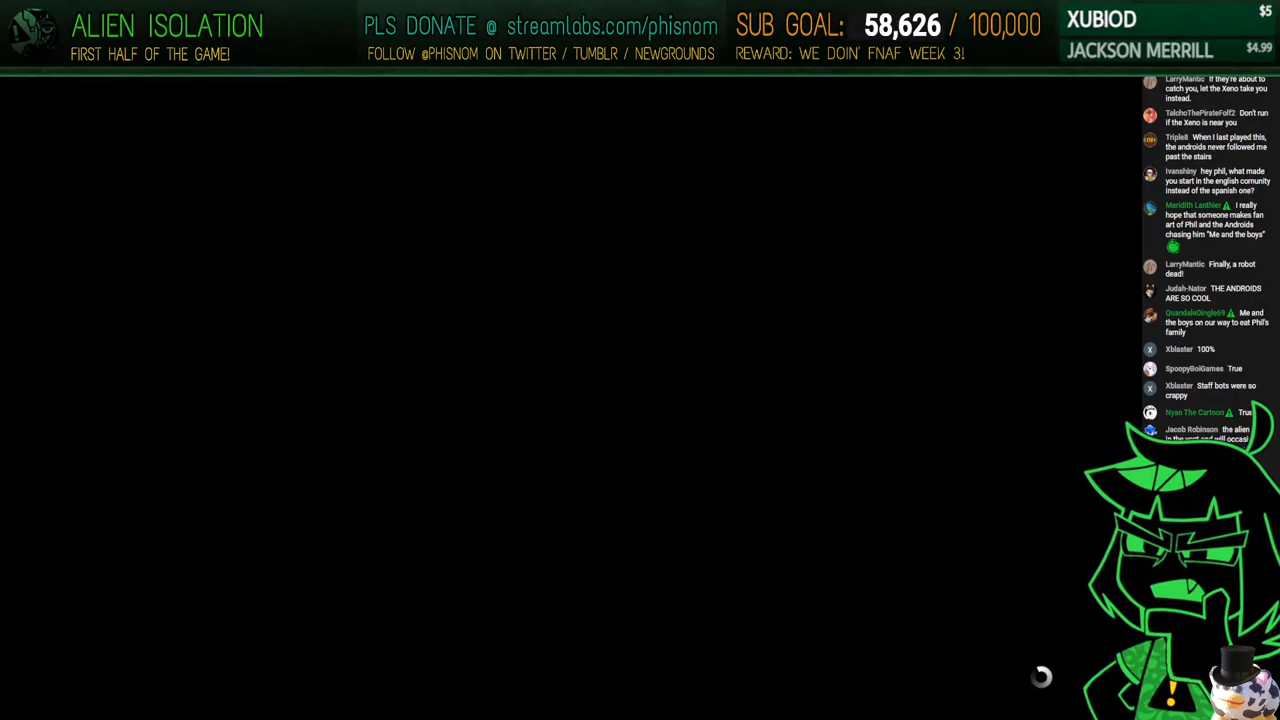 ALIEN ISOLATION
FIRST HALF OF THE GAME!
PLS DONATE @ streamlabs.com/phisnom
FOLLOW @PHISNOM ON TWITTER / TUMBLR / NEWGROUNDS
SUB GOAL: 58,626 / 100,000
REWARD: WE DOIN' FNAF WEEK 3!
XUBIOD $5
JACKSON MERRILL $4.99
LarryMantic If they're about to
catch you, let the Xeno take you
instead.
TalchoThePirateFolf2 Don't run
if the Xeno is near you
Triple8 When I last played this,
the androids never followed me
past the stairs
Ivanshiny hey phil, what made
you start in the english comunity
instead of the spanish one?
Meridith Lanthier I really
hope that someone makes fan
art of Phil and the Androids
chasing him "Me and the boys"
LarryMantic Finally, a robot
dead!
Judah-Nator THE ANDROIDS
ARE SO COOL
QuandaleDingle69 Me and
the boys on our way to eat Phil's
family
X Xblaster 100%
SpoopyBoiGames True
X Xblaster Staff bots were so
crappy
Nyan The Cartoon True
Jacob Robinson the alien
in the vent and will occasi